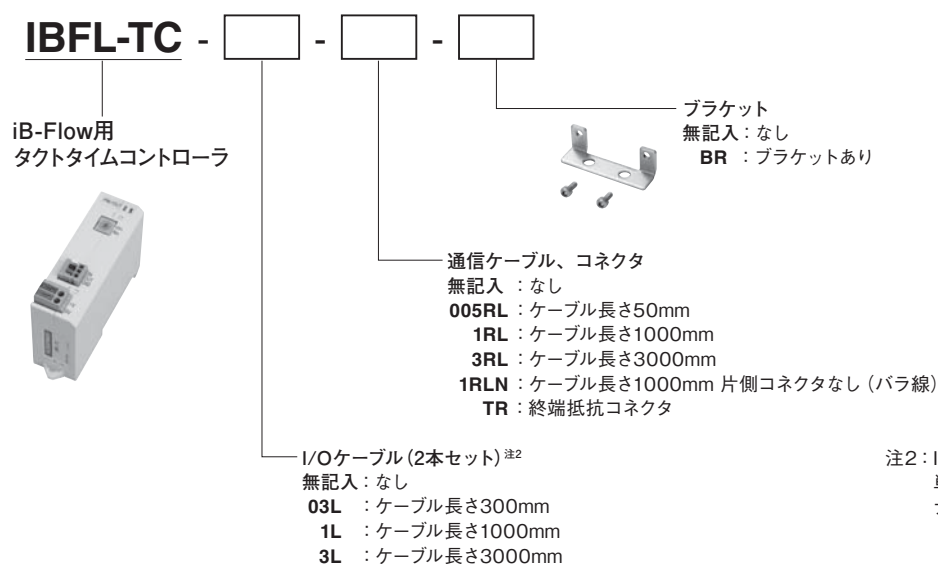 IBFL-TC - - -
iB-Flow用
タクトタイムコントローラ
ブラケット
無記入:なし
BR :ブラケットあり
通信ケーブル、コネクタ
無記入 :なし
005RL :ケーブル長さ50mm
1RL :ケーブル長さ1000mm
3RL :ケーブル長さ3000mm
1RLN :ケーブル長さ1000mm 片側コネクタなし(バラ線)
TR :終端抵抗コネクタ
I/Oケーブル(2本セット)注2
無記入:なし
03L :ケーブル長さ300mm
1L :ケーブル長さ1000mm
3L :ケーブル長さ3000mm
注2:I